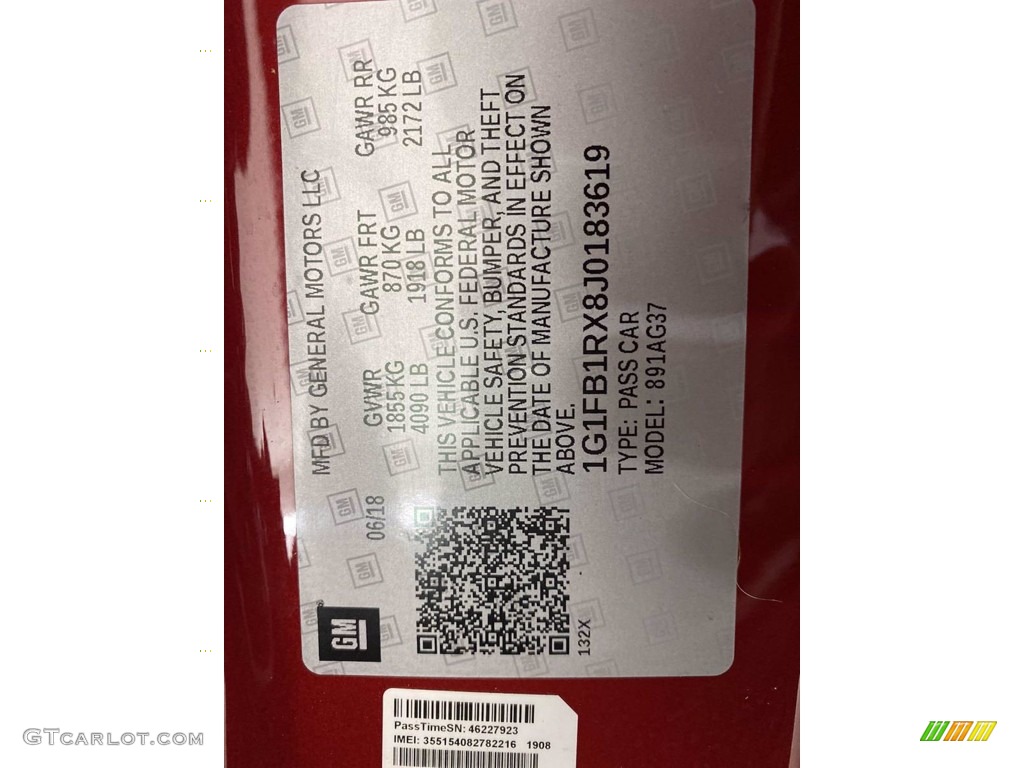 MFD BY GENERAL MOTORS LLC
06/18 GVWR GAWR FRT GAWR RR
1855 KG 870 KG 985 KG
4090 LB 1918 LB 2172 LB
THIS VEHICLE CONFORMS TO ALL
APPLICABLE U.S. FEDERAL MOTOR
VEHICLE SAFETY, BUMPER, AND THEFT
PREVENTION STANDARDS IN EFFECT ON
THE DATE OF MANUFACTURE SHOWN
ABOVE.
1G1FB1RX8J0183619
TYPE: PASS CAR
MODEL: 891AG37
GM®
132X
PassTimeSN: 46227923
IMEI: 355154082782216 1908
GTcarlot.com